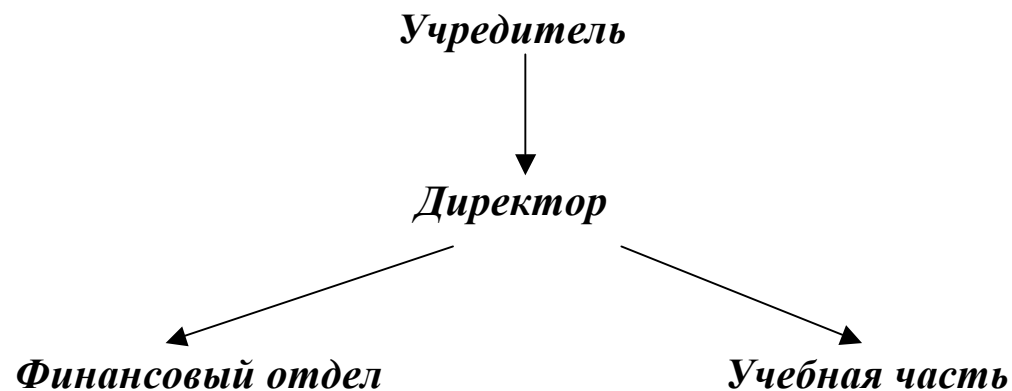 Учредитель
Директор
Финансовый отдел
Учебная часть